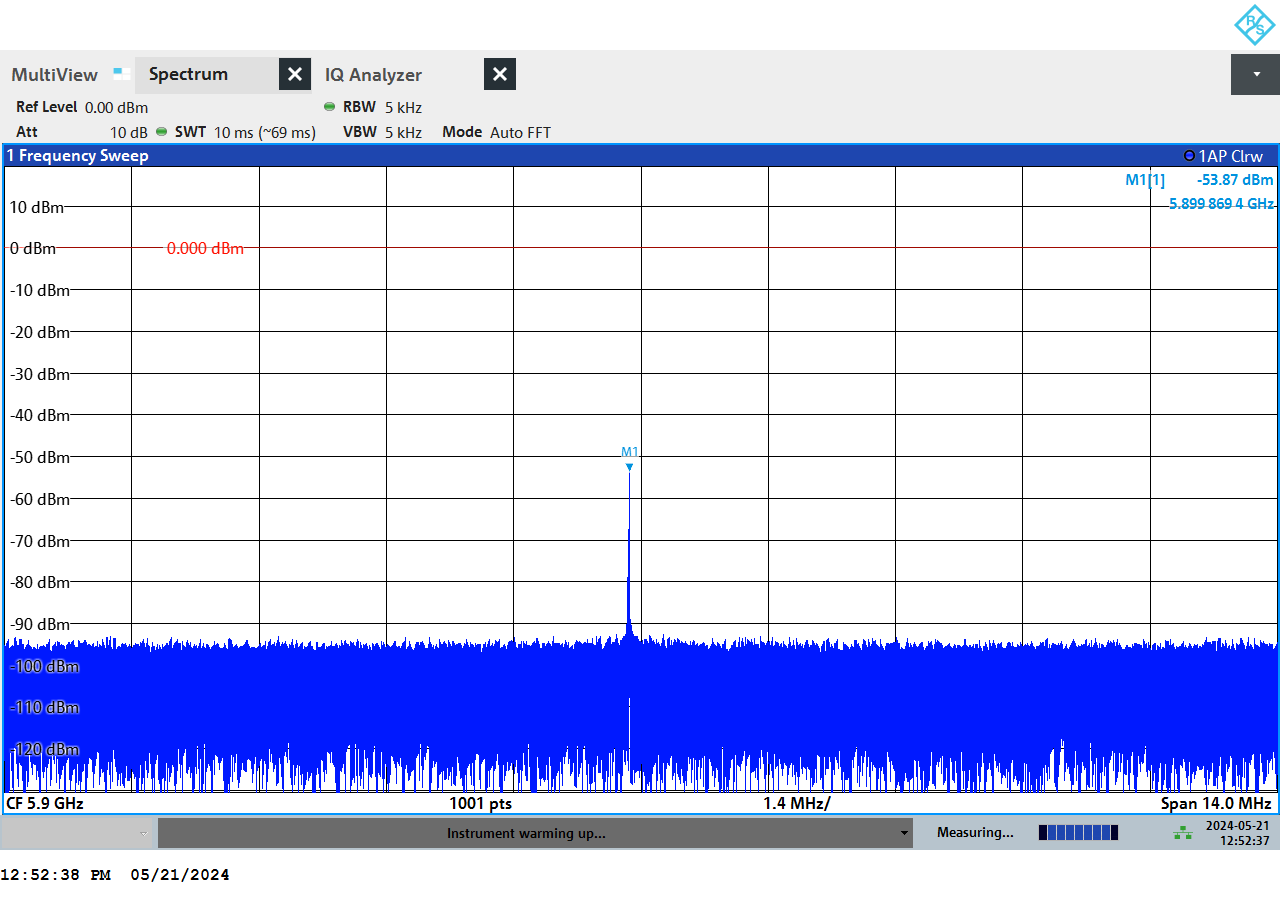 R S
MultiView Spectrum IQ Analyzer
Ref Level 0.00 dBm RBW 5 kHz
Att 10 dB SWT 10 ms (~69 ms) VBW 5 kHz Mode Auto FFT
1 Frequency Sweep 1AP Clrw
M1[1] -53.87 dBm
5.899 869 4 GHz
10 dBm
0 dBm 0.000 dBm
-10 dBm
-20 dBm
-30 dBm
-40 dBm
M1
-50 dBm
-60 dBm
-70 dBm
-80 dBm
-90 dBm
-100 dBm
-110 dBm
-120 dBm
CF 5.9 GHz 1001 pts 1.4 MHz/ Span 14.0 MHz
Instrument warming up... Measuring... 2024-05-21
12:52:37
12:52:38 PM 05/21/2024